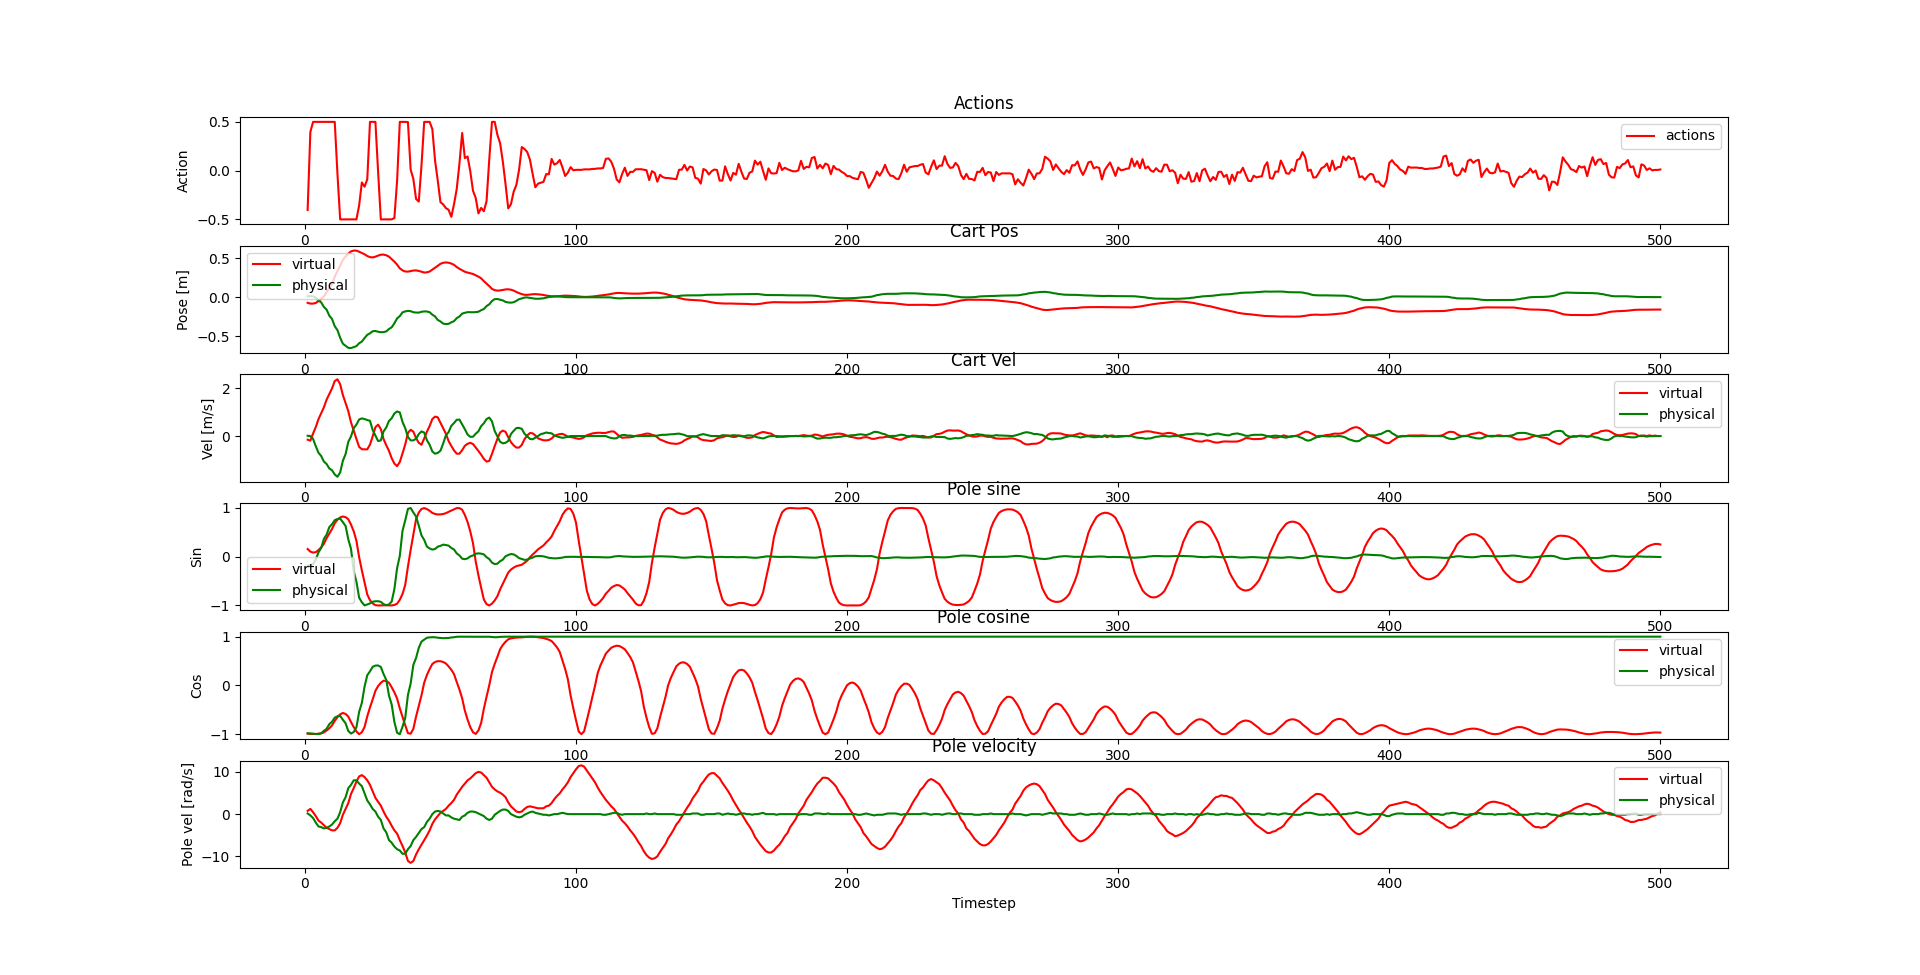 Actions
Action
0.5
0.0
−0.5
actions
0 100 200 300 400 500
Cart Pos
Pose [m]
0.5
0.0
−0.5
virtual
physical
0 100 200 300 400 500
Cart Vel
Vel [m/s]
2
0
virtual
physical
0 100 200 300 400 500
Pole sine
Sin
1
0
−1
virtual
physical
0 100 200 300 400 500
Pole cosine
Cos
1
0
−1
virtual
physical
0 100 200 300 400 500
Pole velocity
Pole vel [rad/s]
10
0
−10
virtual
physical
0 100 200 300 400 500
Timestep